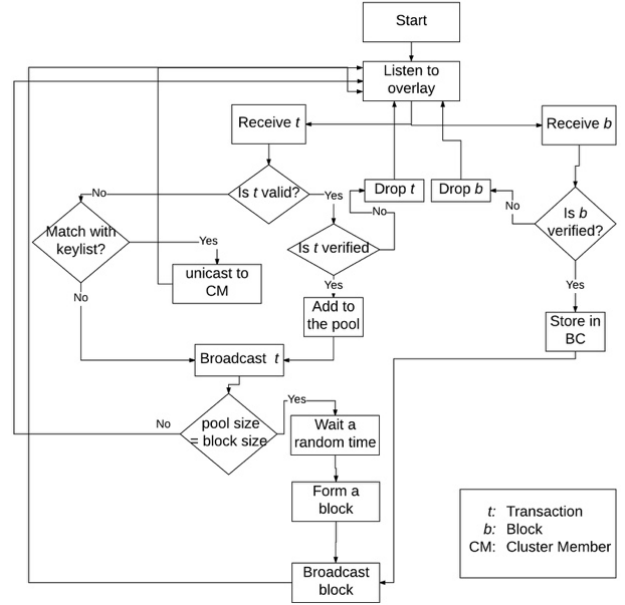 Start
Listen to
overlay
Receive t
Receive b
No
Is t valid?
Yes
Drop t
Drop b
No
No
Is b
verified?
Match with
keylist?
Yes
Is t verified
unicast to
CM
Yes
Yes
No
Add to
the pool
Store in
BC
Broadcast t
Yes
No
pool size
= block size
Wait a
random time
Form a
block
t: Transaction
b: Block
CM: Cluster Member
Broadcast
block